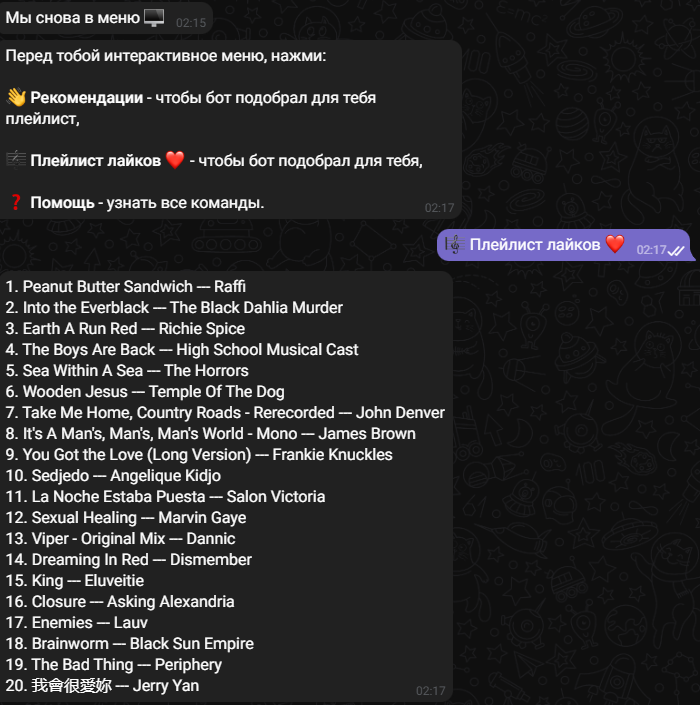 Мы снова в меню 🖥️ 02:15
Перед тобой интерактивное меню, нажми:
👋 Рекомендации - чтобы бот подобрал для тебя
плейлист,
🎼 Плейлист лайков ❤️ - чтобы бот подобрал для тебя,
❓ Помощь - узнать все команды.
02:17
🎼 Плейлист лайков ❤️ 02:17
1. Peanut Butter Sandwich --- Raffi
2. Into the Everblack --- The Black Dahlia Murder
3. Earth A Run Red --- Richie Spice
4. The Boys Are Back --- High School Musical Cast
5. Sea Within A Sea --- The Horrors
6. Wooden Jesus --- Temple Of The Dog
7. Take Me Home, Country Roads - Rerecorded --- John Denver
8. It's A Man's, Man's, Man's World - Mono --- James Brown
9. You Got the Love (Long Version) --- Frankie Knuckles
10. Sedjedo --- Angelique Kidjo
11. La Noche Estaba Puesta --- Salon Victoria
12. Sexual Healing --- Marvin Gaye
13. Viper - Original Mix --- Dannic
14. Dreaming In Red --- Dismember
15. King --- Eluveitie
16. Closure --- Asking Alexandria
17. Enemies --- Lauv
18. Brainworm --- Black Sun Empire
19. The Bad Thing --- Periphery
20. 我會很愛妳 --- Jerry Yan
02:17